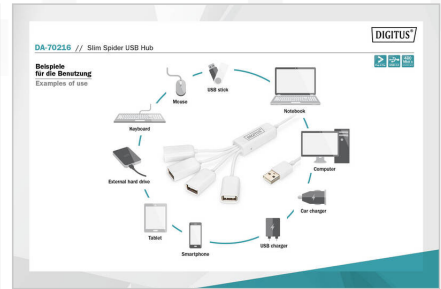 DIGITUS®
DA-70216 // Slim Spider USB Hub
Beispiele
für die Benutzung
Examples of use
USB stick
Mouse
Notebook
Keyboard
DIGITUS
Computer
External hard drive
Car charger
Tablet
USB charger
Smartphone